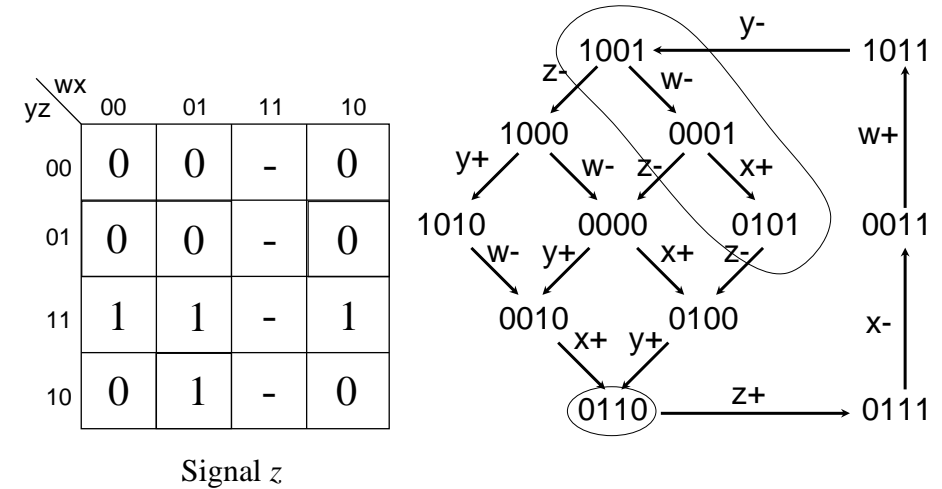 y-
1001 1011
z- w-
wx
yz 00 01 11 10
1000 0001 w+
00 0 0 - 0
y+ w- z- x+
01 0 0 - 0
1010 0000 0101 0011
w- y+ x+ z-
11 1 1 - 1
0010 0100 x-
x+ y+
10 0 1 - 0
0110 z+ 0111
Signal z